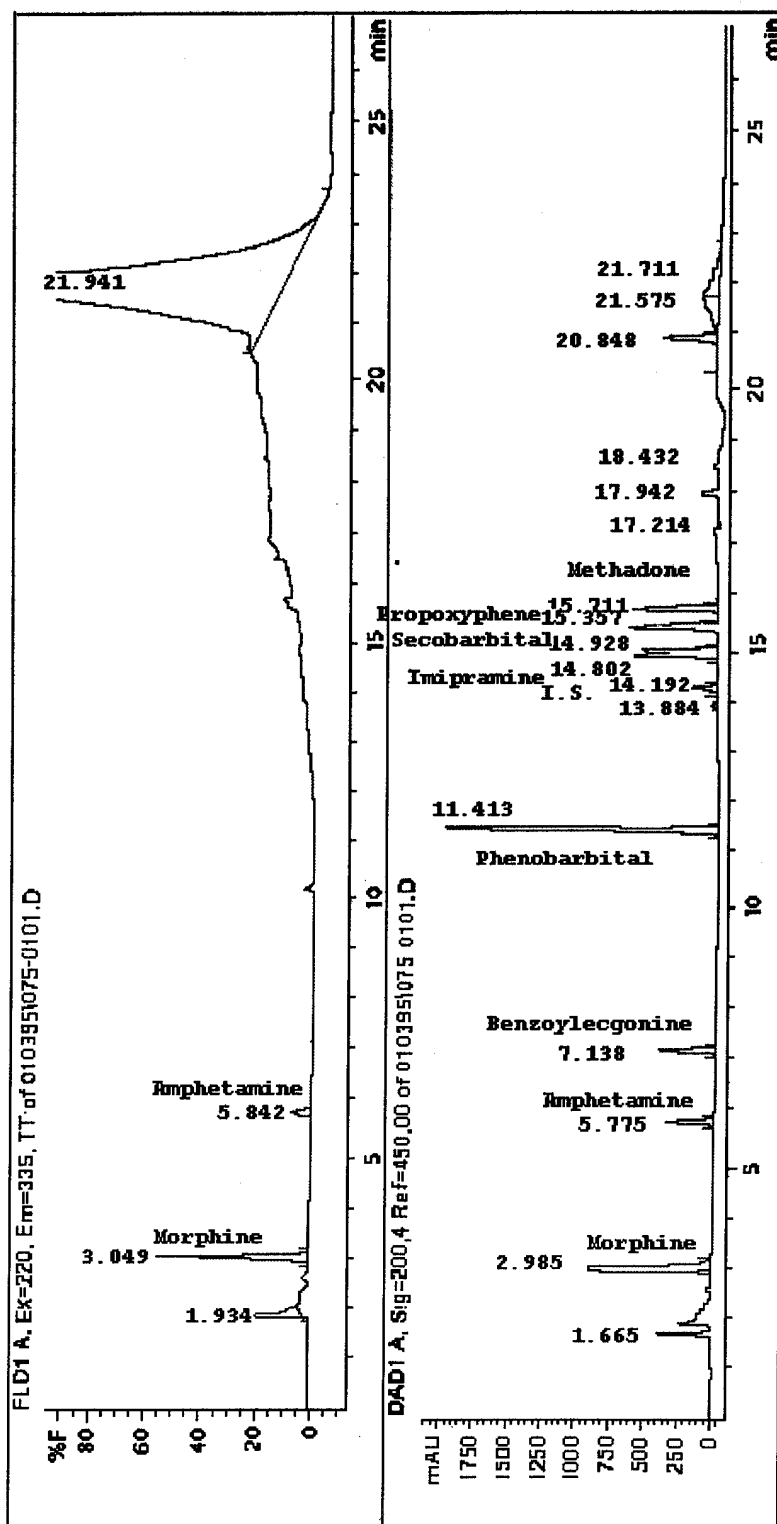 FLD1 A, Ex=220, Em=335, TT of 010395\075-0101.D
%F
80
60
40
20
0
1.934
3.049
Morphine
5.842
Amphetamine
21.941
5
10
15
20
25
min
DAD1 A, Sig=200,4 Ref=450,00 of 010395\075 0101.D
mAU
1750
1500
1250
1000
750
500
250
0
1.665
2.985
Morphine
5.775
Amphetamine
7.138
Benzoylecgonine
11.413
Phenobarbital
13.884
I.S.
14.192
Imipramine
14.802
Secobarbital
14.928
Propoxyphene
15.357
15.711
Methadone
17.214
17.942
18.432
20.848
21.575
21.711
5
10
15
20
25
min